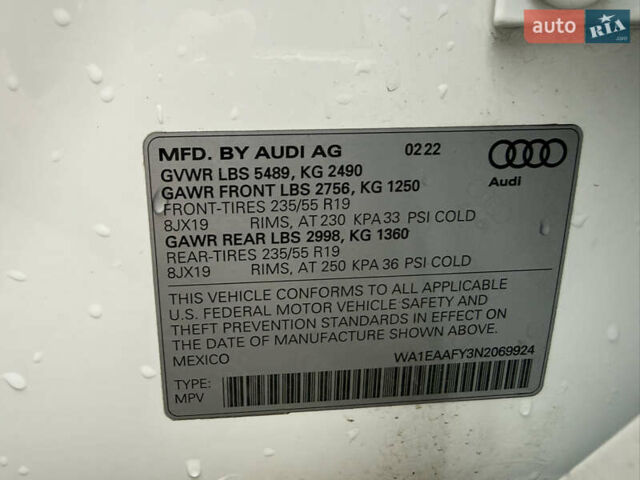 auto RIA.com
MFD. BY AUDI AG 02 22
GVWR LBS 5489, KG 2490
GAWR FRONT LBS 2756, KG 1250
FRONT-TIRES 235/55 R19
8JX19 RIMS, AT 230 KPA 33 PSI COLD
GAWR REAR LBS 2998, KG 1360
REAR-TIRES 235/55 R19
8JX19 RIMS, AT 250 KPA 36 PSI COLD
Audi
THIS VEHICLE CONFORMS TO ALL APPLICABLE
U.S. FEDERAL MOTOR VEHICLE SAFETY AND
THEFT PREVENTION STANDARDS IN EFFECT ON
THE DATE OF MANUFACTURE SHOWN ABOVE.
MEXICO WA1EAAFY3N2069924
TYPE:
MPV